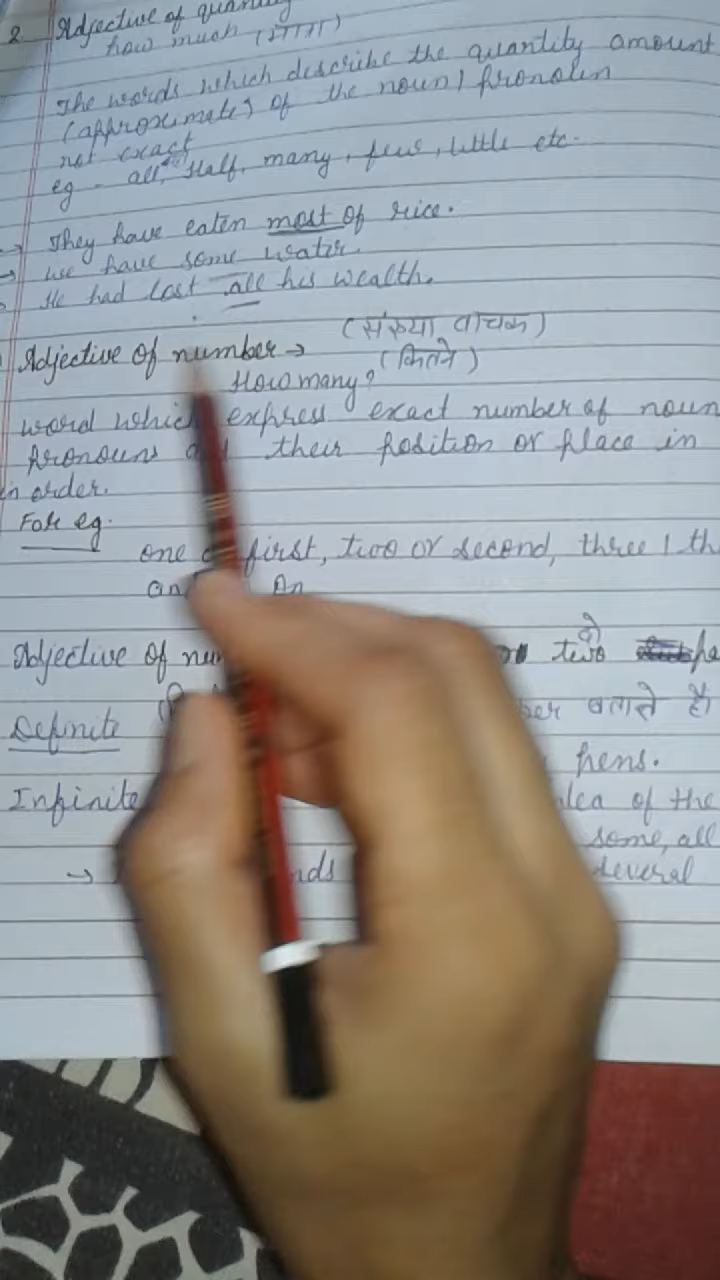 2 Adjective of quantity
how much (मात्रा)
The words which describe the quantity amount
(approximate) of the noun / pronoun
not exact
eg - all, Half, many, few, little etc.
→ They have eaten most of rice.
→ we have some water.
He had lost all his wealth.
Adjective of number → (संख्या वाचक)
How many? (कितने)
word which express exact number of noun
pronouns their position or place in
in order.
For eg.
one first, two or second, three / th
an
Adjective of two दो
Definite बताते है
pens.
Infinite of the
some, all
→ several